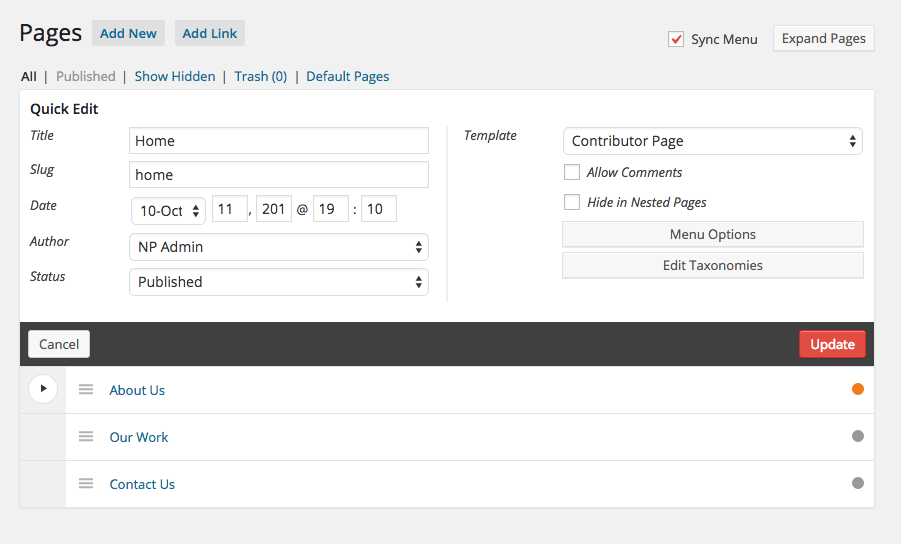 Pages Add New Add Link Sync Menu Expand Pages
All | Published | Show Hidden | Trash (0) | Default Pages
Quick Edit
Title Home
Slug home
Date 10-Oct 11 , 201 @ 19 : 10
Author NP Admin
Status Published
Template Contributor Page
Allow Comments
Hide in Nested Pages
Menu Options
Edit Taxonomies
Cancel Update
About Us
Our Work
Contact Us